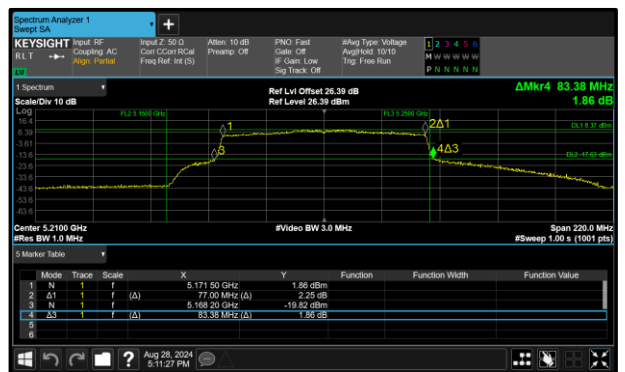 Spectrum Analyzer 1
Swept SA
KEYSIGHT
RLT
Input: RF
Coupling: AC
Align: Partial
Input Z: 50 Ω
Corr CCorr RCal
Freq Ref: Int (S)
Atten: 10 dB
Preamp: Off
PNO: Fast
Gate: Off
IF Gain: Low
Sig Track: Off
#Avg Type: Voltage
Avg|Hold: 10/10
Trig: Free Run
1 2 3 4 5 6
M W W W W W
P N N N N N
1 Spectrum
Scale/Div 10 dB
Ref Lvl Offset 26.39 dB
Ref Level 26.39 dBm
ΔMkr4 83.38 MHz
1.86 dB
Log
16.4
6.39
-3.61
-13.6
-23.6
-33.6
-43.6
-53.6
-63.6
FL3 5.2500 GHz
1
2Δ1
3
4Δ3
DL1 8.37 dBm
Center 5.2100 GHz
#Res BW 1.0 MHz
#Video BW 3.0 MHz
Span 220.0 MHz
#Sweep 1.00 s (1001 pts)
5 Marker Table
Mode Trace Scale X Y Function Function Width Function Value
1 N 1 f 5.171 50 GHz 1.86 dBm
2 Δ1 1 f (Δ) 77.00 MHz (Δ) 2.25 dB
3 N 1 f 5.168 20 GHz -19.82 dBm
4 Δ3 1 f (Δ) 83.38 MHz (Δ) 1.86 dB
5
6
?
Aug 28, 2024
5:11:27 PM